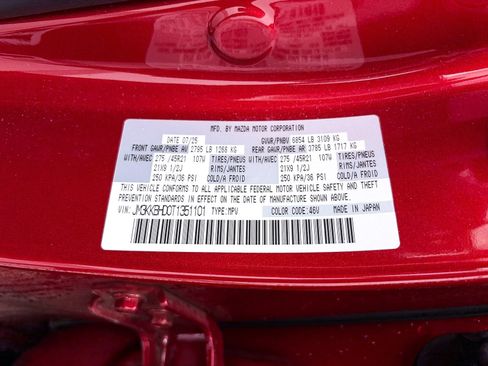 MFD. BY MAZDA MOTOR CORPORATION
DATE 07/25 GVWR/PNBV 6854 LB 3109 KG
FRONT GAWR/PNBE AV 2795 LB 1268 KG REAR GAWR/PNBE AR 3785 LB 1717 KG
WITH/AVEC 275 /45R21 107W TIRES/PNEUS WITH/AVEC 275 /45R21 107W TIRES/PNEUS
21X9 1/2J RIMS/JANTES 21X9 1/2J RIMS/JANTES
250 KPA/36 PSI COLD/A FROID 250 KPA/36 PSI COLD/A FROID
THIS VEHICLE CONFORMS TO ALL APPLICABLE FEDERAL MOTOR VEHICLE SAFETY, BUMPER, AND THEFT
PREVENTION STANDARDS IN EFFECT ON THE DATE OF MANUFACTURE SHOWN ABOVE.
VIN: JM3KKBHD0T1351101 TYPE:MPV COLOR CODE:46V MADE IN JAPAN